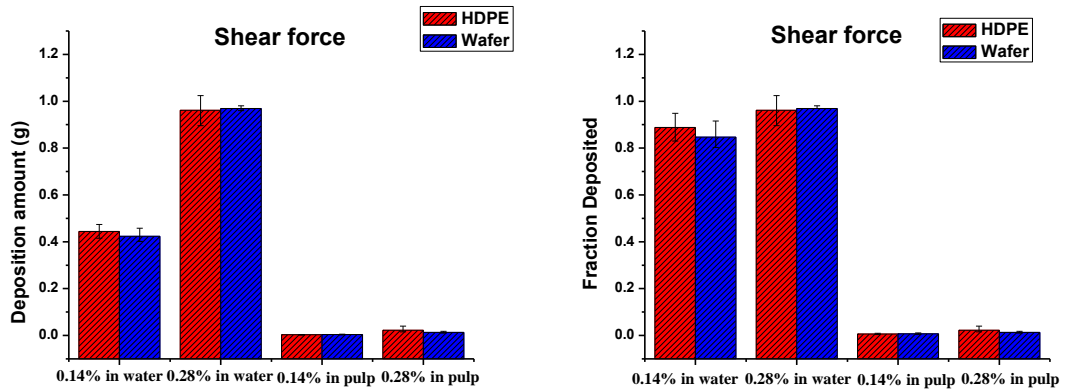 Shear force
HDPE
Wafer
Deposition amount (g)
1.2
1.0
0.8
0.6
0.4
0.2
0.0
0.14% in water 0.28% in water 0.14% in pulp 0.28% in pulp
Shear force
HDPE
Wafer
Fraction Deposited
1.2
1.0
0.8
0.6
0.4
0.2
0.0
0.14% in water 0.28% in water 0.14% in pulp 0.28% in pulp